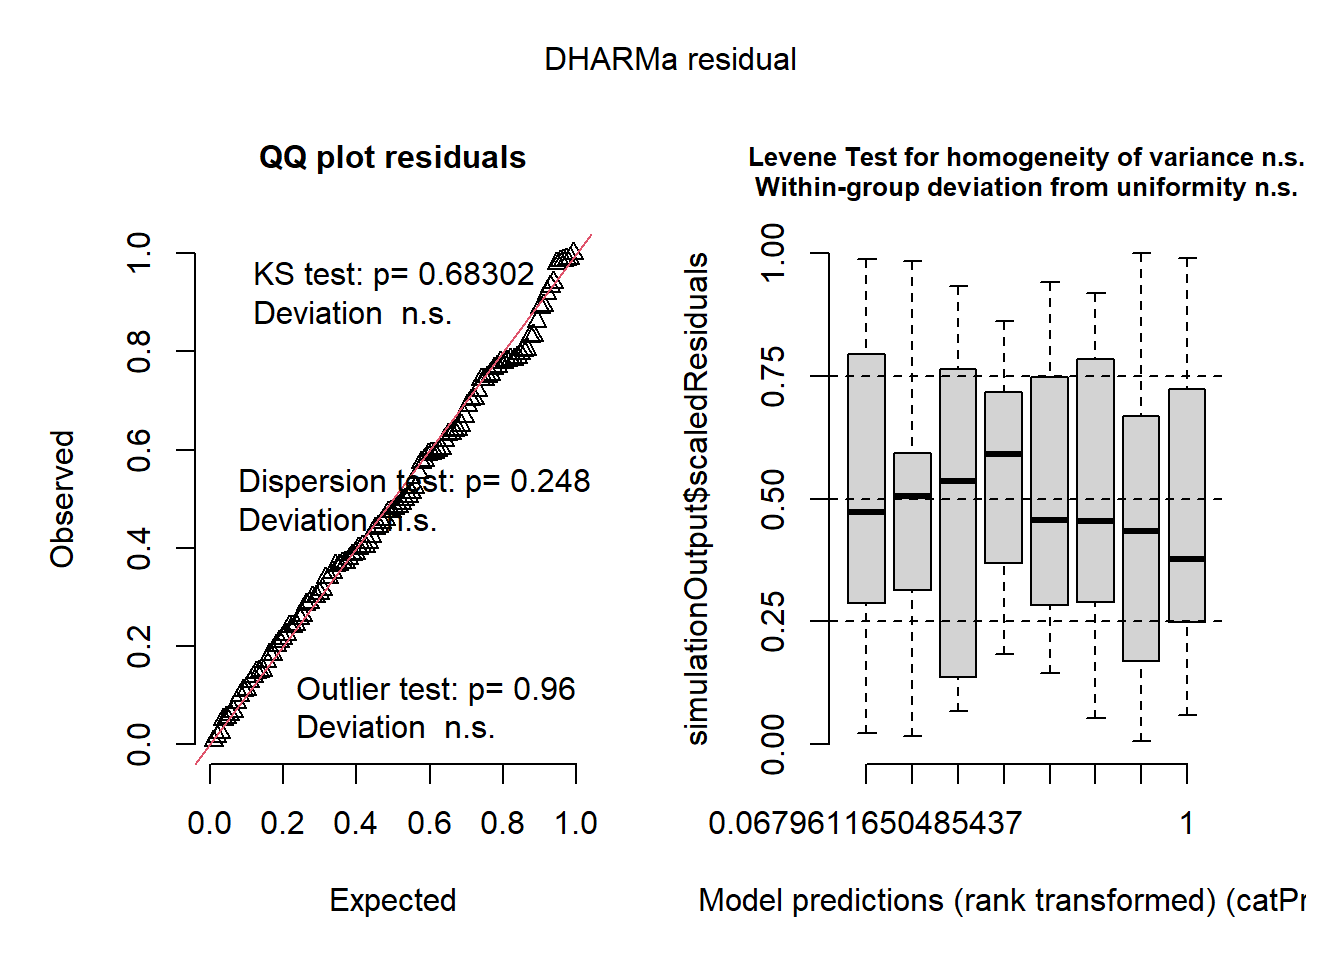 DHARMa residual
QQ plot residuals
KS test: p= 0.68302
Deviation  n.s.
Dispersion test: p= 0.248
Deviation  n.s.
Outlier test: p= 0.96
Deviation  n.s.
Observed
0.0
0.2
0.4
0.6
0.8
1.0
0.0 0.2 0.4 0.6 0.8 1.0
Expected
Levene Test for homogeneity of variance n.s.
Within-group deviation from uniformity n.s.
simulationOutput$scaledResiduals
0.00
0.25
0.50
0.75
1.00
0.0679611650485437 1
Model predictions (rank transformed) (catPr